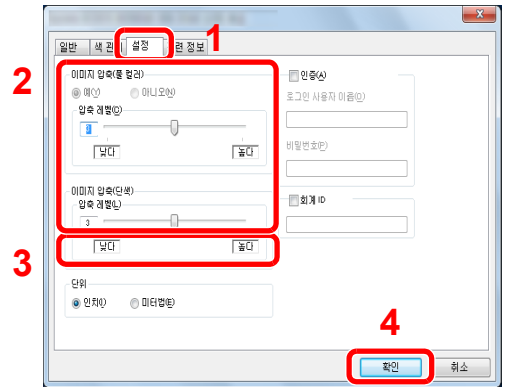 1
일반 색 관 설정 련 정보
2
이미지 압축(풀 컬러)
예(Y) 아니오(N)
압축 레벨(C)
3
낮다 높다
이미지 압축(단색)
압축 레벨(L)
3
낮다 높다
3
단위
인치(I) 미터법(E)
인증(A)
로그인 사용자 이름(O)
비밀번호(P)
회계 ID
4
확인 취소